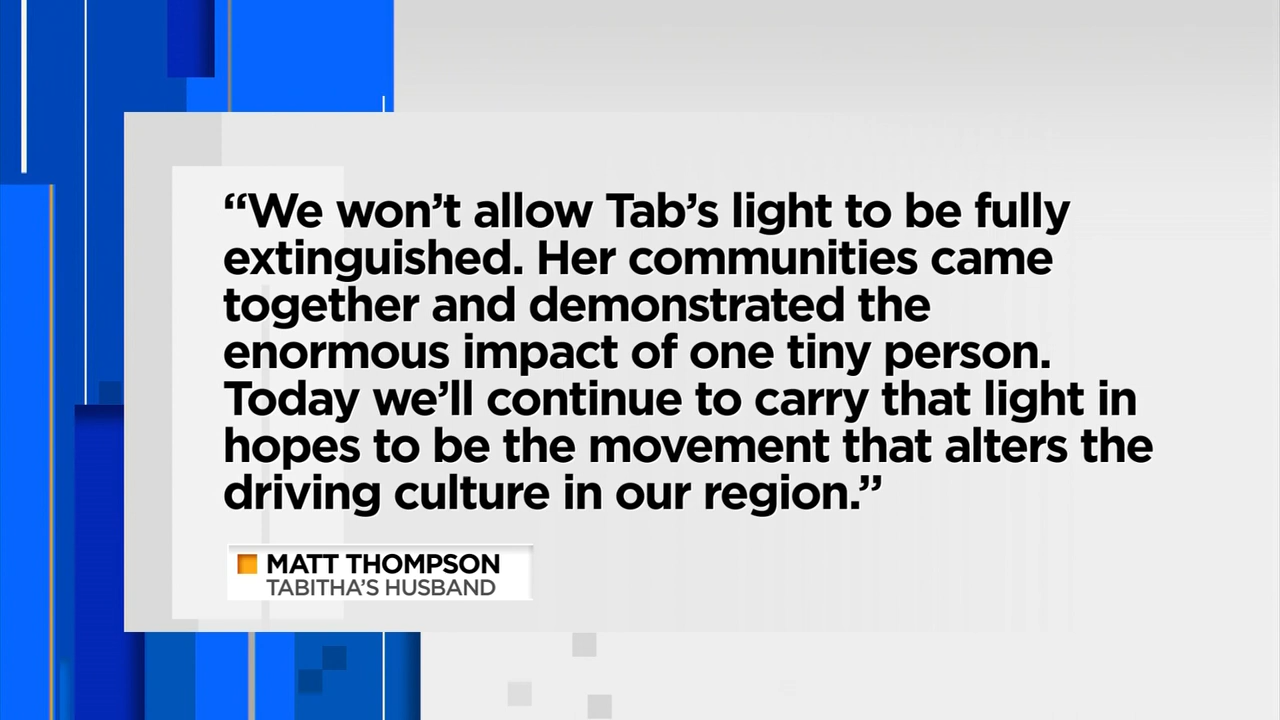 “We won’t allow Tab’s light to be fully
extinguished. Her communities came
together and demonstrated the
enormous impact of one tiny person.
Today we’ll continue to carry that light in
hopes to be the movement that alters the
driving culture in our region.”
MATT THOMPSON
TABITHA’S HUSBAND